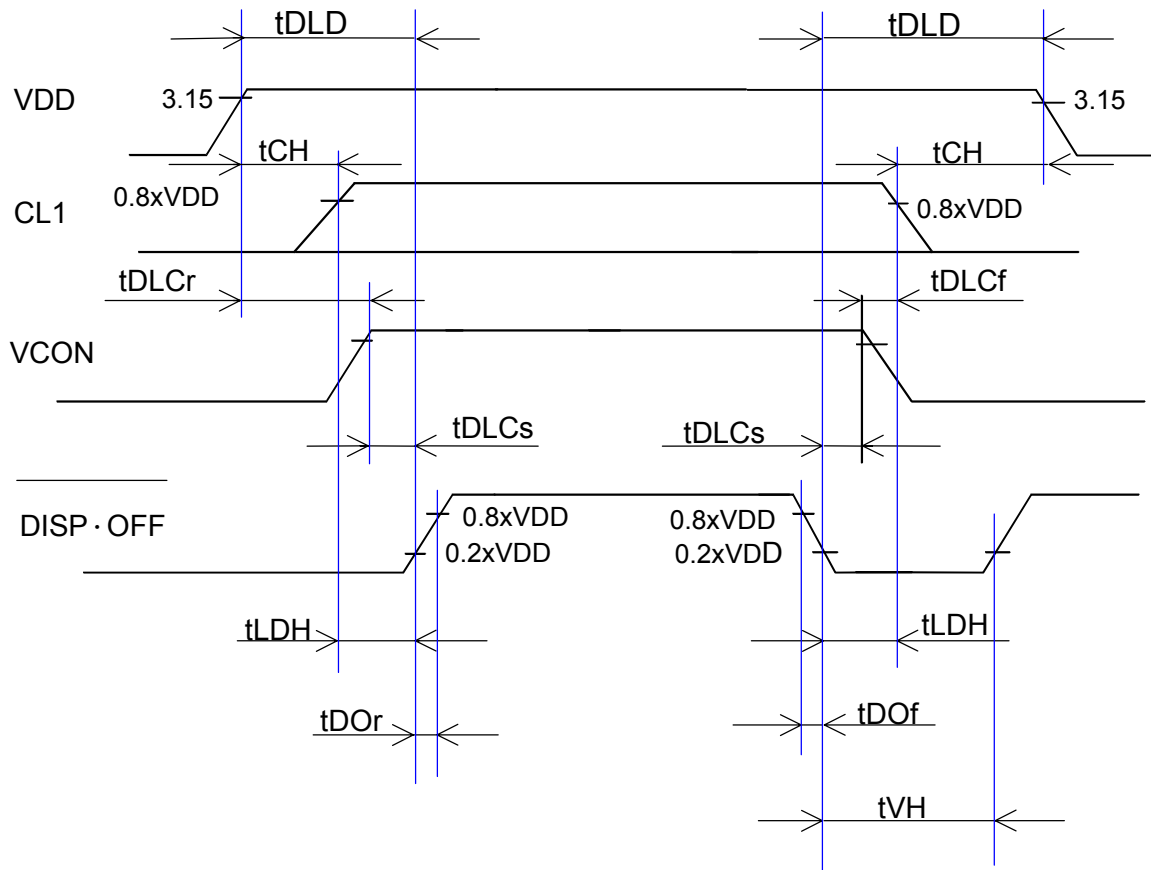 tDLD tDLD
VDD 3.15 3.15
tCH tCH
CL1 0.8xVDD 0.8xVDD
tDLCr tDLCf
VCON
tDLCs tDLCs
DISP · OFF 0.8xVDD 0.8xVDD
0.2xVDD 0.2xVDD
tLDH tLDH
tDOr tDOf
tVH